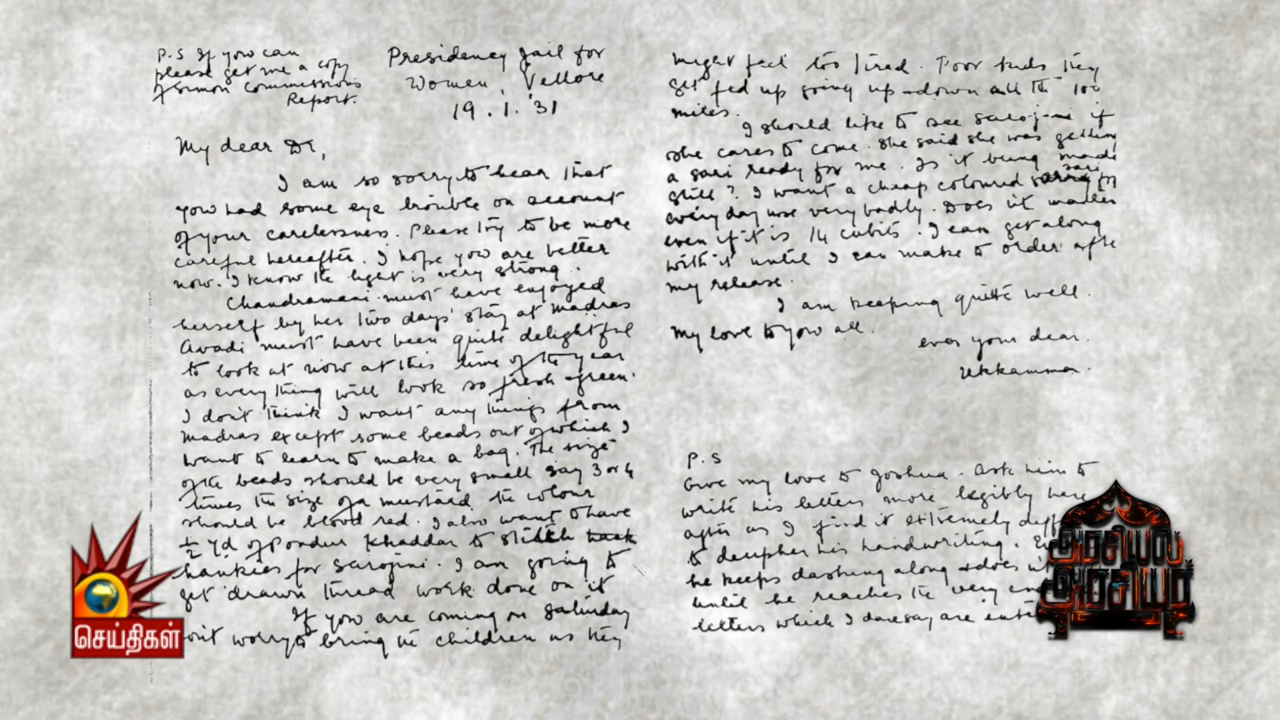 P.S If you can
please get me a copy
of Simon Commissions
Report.
Presidency Jail for
Women, Vellore
19.1.'31
My dear Dr,
I am so sorry to hear that
you had some eye trouble on account
of your carelessness. Please try to be more
careful hereafter. I hope you are better
now. I know the light is very strong.
Chandramani must have enjoyed
herself by her two days' stay at Madras
Avadi must have been quite delightful
to look at now at this time of the year
as everything will look so fresh & green.
I don't think I want any things from
Madras except some beads out of which I
want to learn to make a bag. The size
of the beads should be very small say 3 or 4
times the size of a mustard the colour
should be blood red. I also want to have
½ yd of Ponduru Khaddar to stitch
hankies for Sarojini. I am going to
get drawn thread work done on it
If you are coming on Saturday
don't worry to bring the children as they
might feel too tired. Poor kids they
get fed up going up & down all the 100
miles.
I should like to see Sarojini if
she cares to come. She said she was getting
a sari ready for me. Is it being made
still? I want a cheap coloured sari for
everyday use very badly. Does it matter
even if it is 14 cubits. I can get along
with it until I can make to order after
my release.
I am keeping quite well.
My love to you all.
ever your dear.
Ukkamma.
P.S
Give my love to Joshua. Ask him to
write his letters more legibly here
after as I find it extremely
to decipher his handwriting.
he keeps dashing along & does
until he reaches the very
letters which I daresay are
செய்திகள்
அரசியல்
அரசியர்